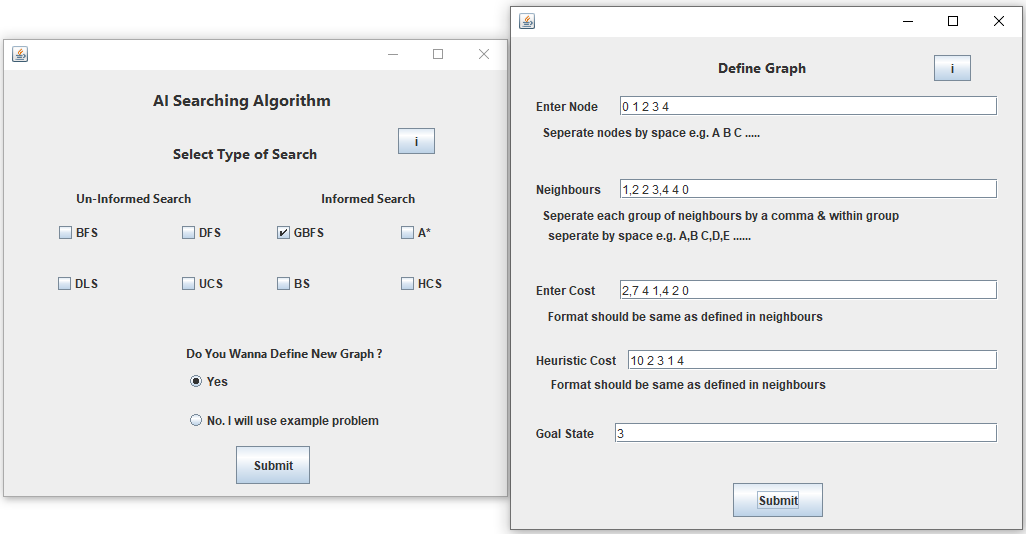 AI Searching Algorithm
i
Select Type of Search
Un-Informed Search Informed Search
BFS DFS GBFS A*
DLS UCS BS HCS
Do You Wanna Define New Graph ?
Yes
No. I will use example problem
Submit
Define Graph
i
Enter Node 0 1 2 3 4
Seperate nodes by space e.g. A B C .....
Neighbours 1,2 2 3,4 4 0
Seperate each group of neighbours by a comma & within group
seperate by space e.g. A,B C,D,E ......
Enter Cost 2,7 4 1,4 2 0
Format should be same as defined in neighbours
Heuristic Cost 10 2 3 1 4
Format should be same as defined in neighbours
Goal State 3
Submit